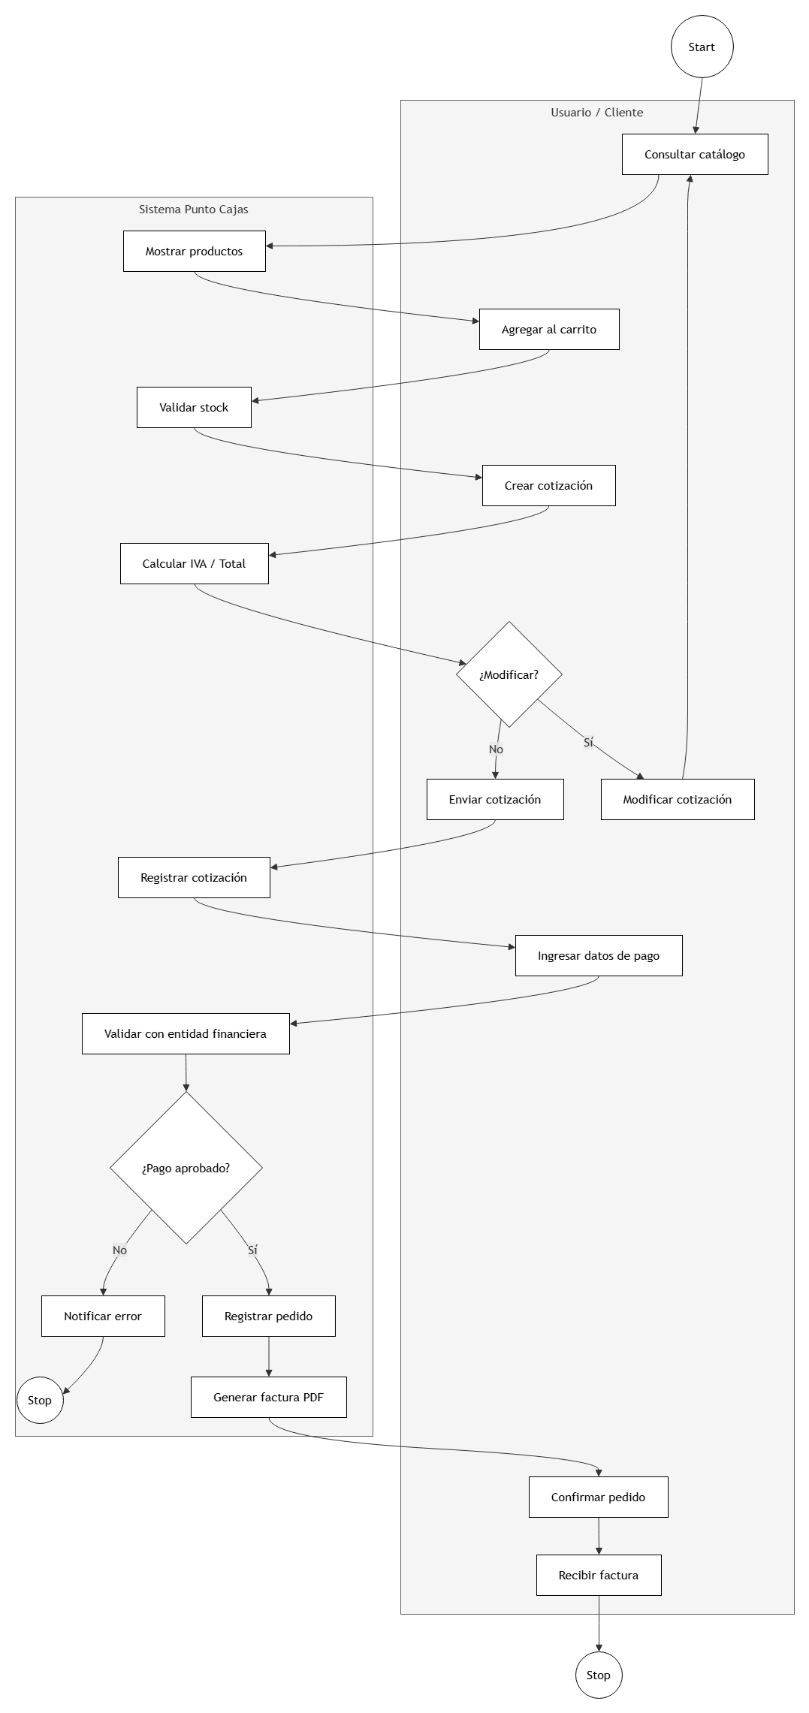 Start
Usuario / Cliente
Consultar catálogo
Sistema Punto Cajas
Mostrar productos
Agregar al carrito
Validar stock
Crear cotización
Calcular IVA / Total
¿Modificar?
No
Sí
Enviar cotización
Modificar cotización
Registrar cotización
Ingresar datos de pago
Validar con entidad financiera
¿Pago aprobado?
No
Sí
Notificar error
Registrar pedido
Stop
Generar factura PDF
Confirmar pedido
Recibir factura
Stop